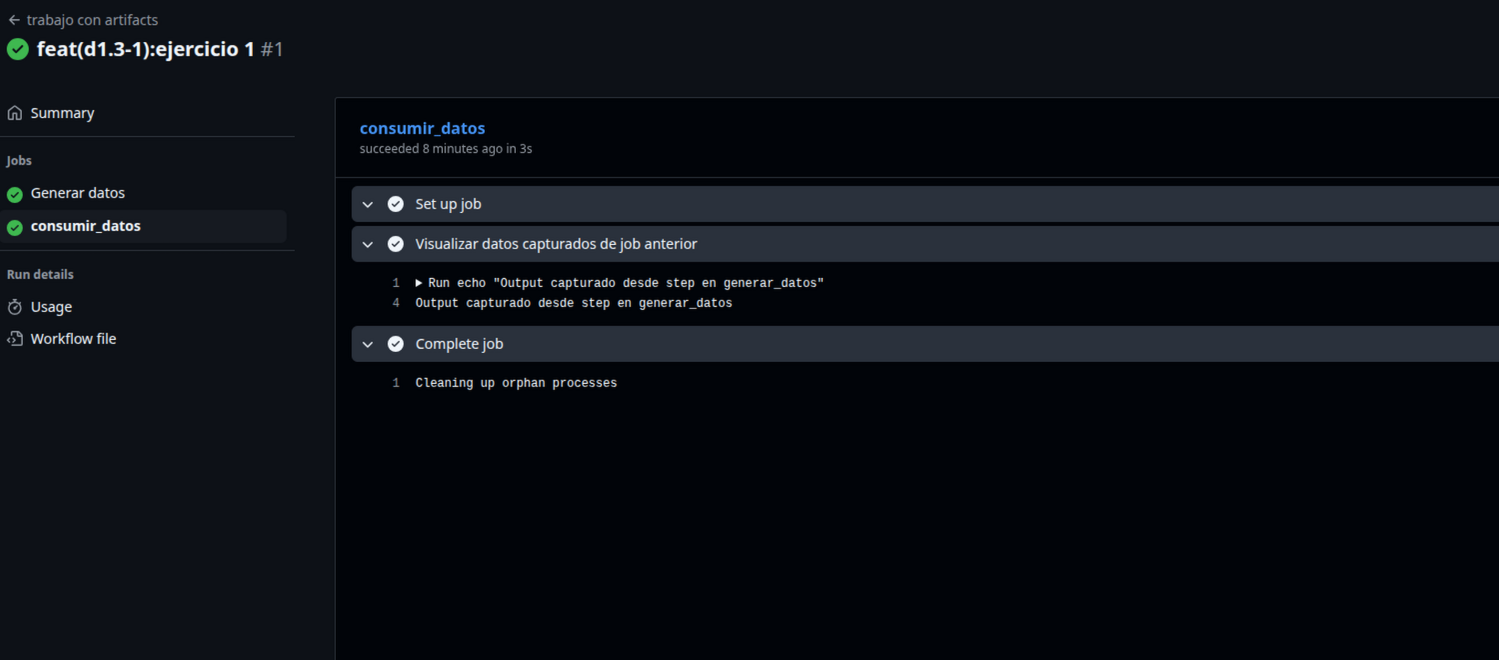 trabajo con artifacts
feat(d1.3-1):ejercicio 1 #1
Summary
Jobs
Generar datos
consumir_datos
Run details
Usage
Workflow file
consumir_datos
succeeded 8 minutes ago in 3s
Set up job
Visualizar datos capturados de job anterior
1 Run echo "Output capturado desde step en generar_datos"
4 Output capturado desde step en generar_datos
Complete job
1 Cleaning up orphan processes